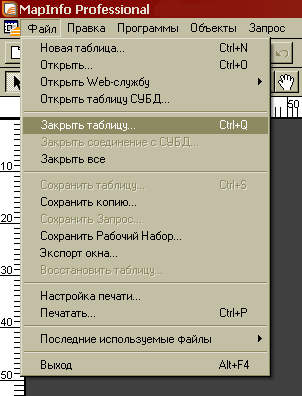 MapInfo Professional
Файл Правка Программы Объекты Запрос
Новая таблица... Ctrl+N
Открыть... Ctrl+O
Открыть Web-службу
Открыть таблицу СУБД...
Закрыть таблицу... Ctrl+Q
Закрыть соединение с СУБД...
Закрыть все
Сохранить таблицу... Ctrl+S
Сохранить копию...
Сохранить Запрос...
Сохранить Рабочий Набор...
Экспорт окна...
Восстановить таблицу...
Настройка печати...
Печатать... Ctrl+P
Последние используемые файлы
Выход Alt+F4
50
10
20
30
40
50